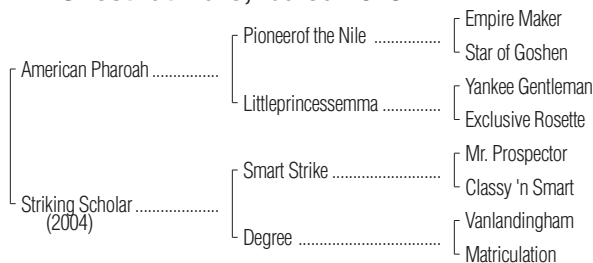 Empire Maker
Pioneerof the Nile ................
Star of Goshen
American Pharoah ................
Yankee Gentleman
Littleprincessemma ..............
Exclusive Rosette
Mr. Prospector
Smart Strike ..........................
Classy 'n Smart
Striking Scholar ....................
(2004)
Vanlandingham
Degree ..................................
Matriculation